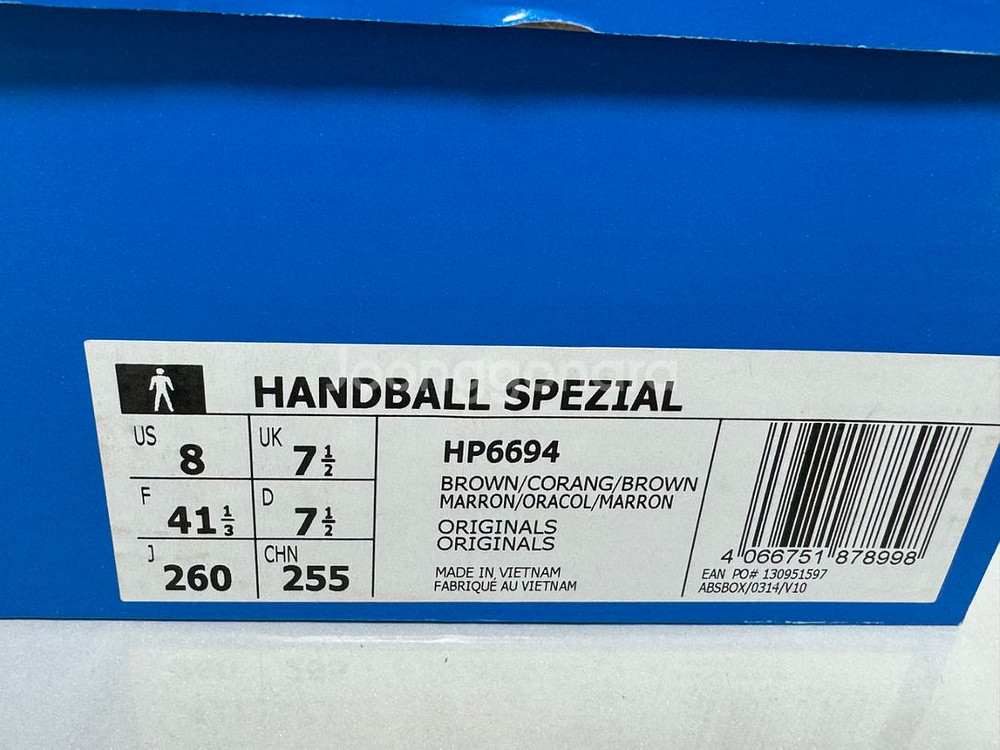 Joonggonara
HANDBALL SPEZIAL
US 8 UK 7 1/2
F 41 1/3 D 7 1/2
J 260 CHN 255
HP6694
BROWN/CORANG/BROWN
MARRON/ORACOL/MARRON
ORIGINALS
ORIGINALS
MADE IN VIETNAM
FABRIQUÉ AU VIETNAM
4 066751 878998
EAN PO# 130951597
ABSBOX/0314/V10